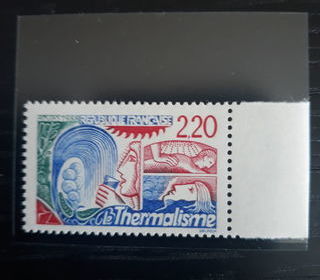 REPUBLIQUE FRANÇAISE
2,20
le Thermalisme